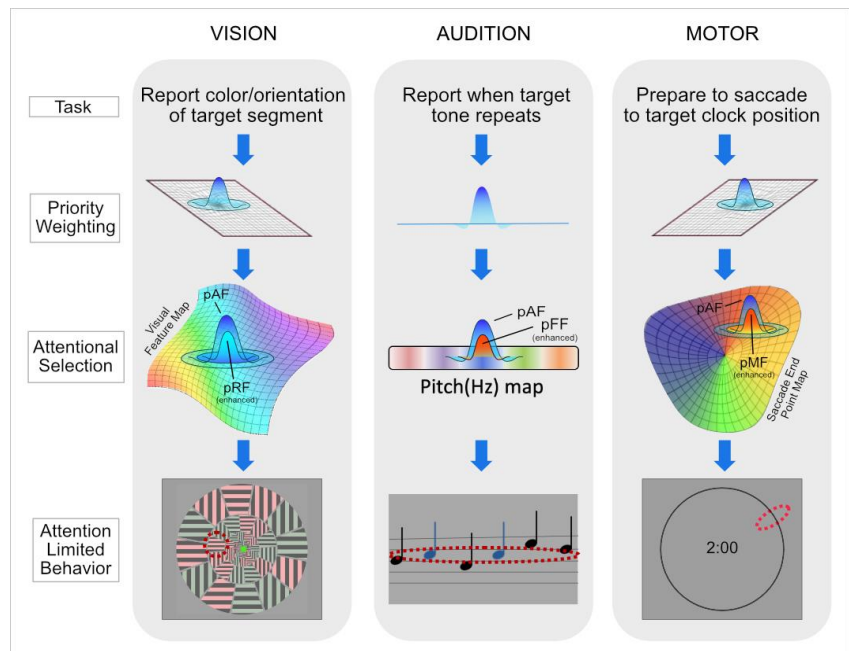 VISION
AUDITION
MOTOR
Task
Report color/orientation
of target segment
Report when target
tone repeats
Prepare to saccade
to target clock position
Priority
Weighting
Attentional
Selection
Visual
Feature Map
pAF
pRF
(enhanced)
pAF
pFF
(enhanced)
Pitch(Hz) map
pAF
pMF
(enhanced)
Saccade End
Point Map
Attention
Limited
Behavior
2:00